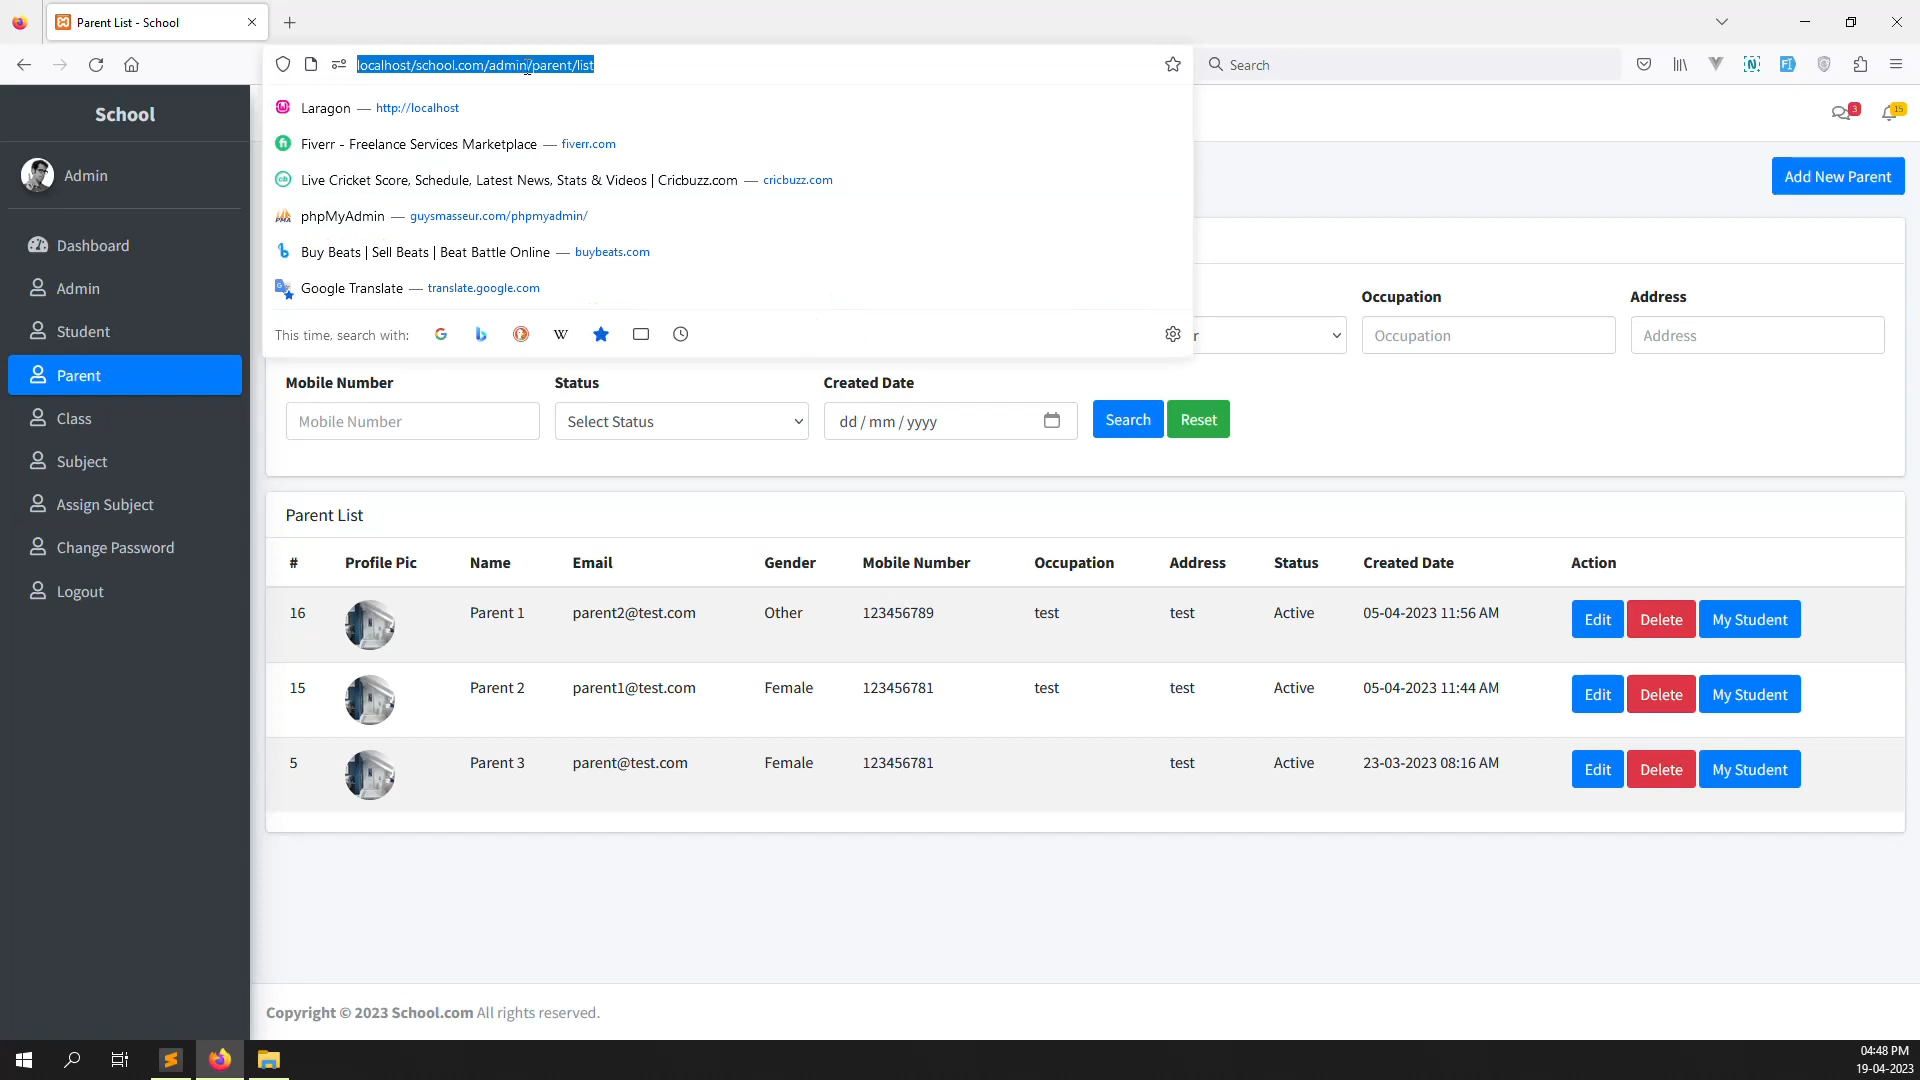 Parent List - School
localhost/school.com/admin/parent/list
Search
School
Laragon — http://localhost
3
15
Fiverr - Freelance Services Marketplace — fiverr.com
Admin
Live Cricket Score, Schedule, Latest News, Stats & Videos | Cricbuzz.com — cricbuzz.com
Add New Parent
phpMyAdmin — guysmasseur.com/phpmyadmin/
Dashboard
Buy Beats | Sell Beats | Beat Battle Online — buybeats.com
Admin
Google Translate — translate.google.com
Occupation
Address
Student
This time, search with:
r
Occupation
Address
Parent
Mobile Number
Status
Created Date
Class
Mobile Number
Select Status
dd / mm / yyyy
Search
Reset
Subject
Assign Subject
Parent List
Change Password
# Profile Pic Name Email Gender Mobile Number Occupation Address Status Created Date Action
Logout
16 Parent 1 parent2@test.com Other 123456789 test test Active 05-04-2023 11:56 AM Edit Delete My Student
15 Parent 2 parent1@test.com Female 123456781 test test Active 05-04-2023 11:44 AM Edit Delete My Student
5 Parent 3 parent@test.com Female 123456781 test Active 23-03-2023 08:16 AM Edit Delete My Student
Copyright © 2023 School.com All rights reserved.
04:48 PM
19-04-2023